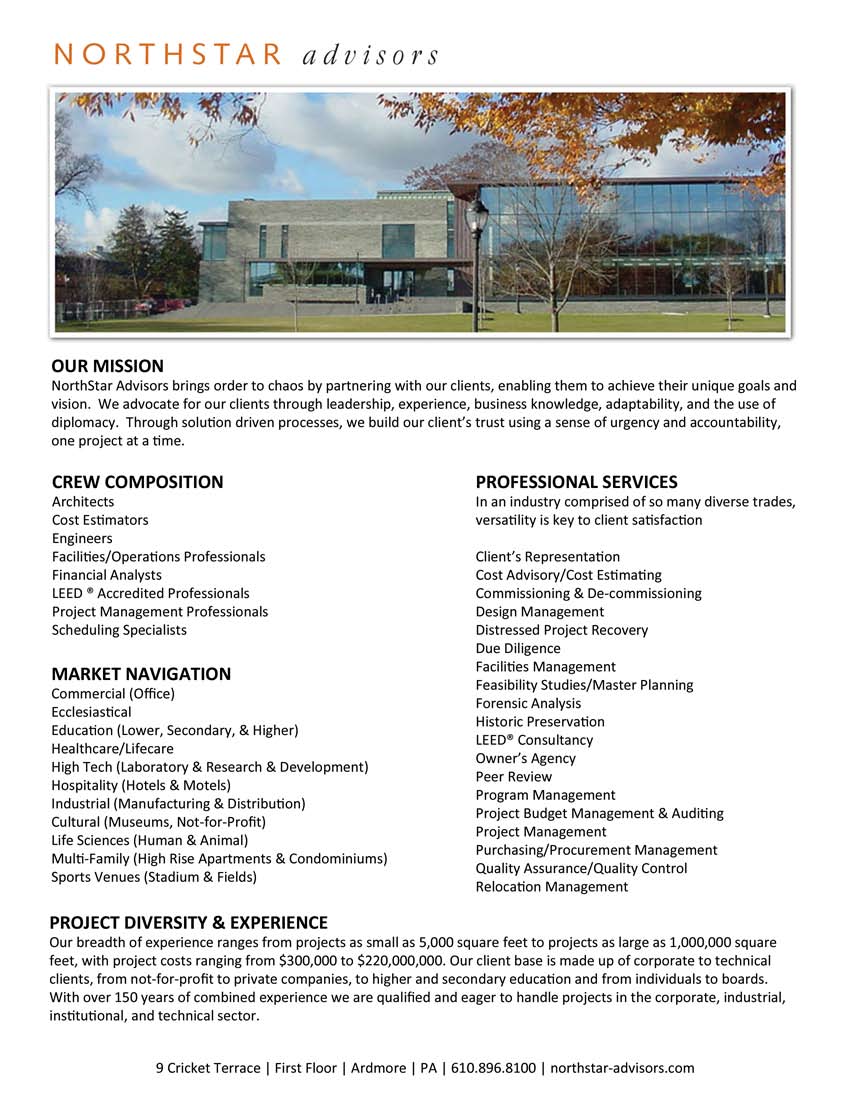 NORTHSTAR advisors
OUR MISSION
NorthStar Advisors brings order to chaos by partnering with our clients, enabling them to achieve their unique goals and
vision.  We advocate for our clients through leadership, experience, business knowledge, adaptability, and the use of
diplomacy.  Through solution driven processes, we build our client’s trust using a sense of urgency and accountability,
one project at a time.
CREW COMPOSITION
Architects
Cost Estimators
Engineers
Facilities/Operations Professionals
Financial Analysts
LEED ® Accredited Professionals
Project Management Professionals
Scheduling Specialists
MARKET NAVIGATION
Commercial (Office)
Ecclesiastical
Education (Lower, Secondary, & Higher)
Healthcare/Lifecare
High Tech (Laboratory & Research & Development)
Hospitality (Hotels & Motels)
Industrial (Manufacturing & Distribution)
Cultural (Museums, Not-for-Profit)
Life Sciences (Human & Animal)
Multi-Family (High Rise Apartments & Condominiums)
Sports Venues (Stadium & Fields)
PROFESSIONAL SERVICES
In an industry comprised of so many diverse trades,
versatility is key to client satisfaction
Client’s Representation
Cost Advisory/Cost Estimating
Commissioning & De-commissioning
Design Management
Distressed Project Recovery
Due Diligence
Facilities Management
Feasibility Studies/Master Planning
Forensic Analysis
Historic Preservation
LEED® Consultancy
Owner’s Agency
Peer Review
Program Management
Project Budget Management & Auditing
Project Management
Purchasing/Procurement Management
Quality Assurance/Quality Control
Relocation Management
PROJECT DIVERSITY & EXPERIENCE
Our breadth of experience ranges from projects as small as 5,000 square feet to projects as large as 1,000,000 square
feet, with project costs ranging from $300,000 to $220,000,000. Our client base is made up of corporate to technical
clients, from not-for-profit to private companies, to higher and secondary education and from individuals to boards.
With over 150 years of combined experience we are qualified and eager to handle projects in the corporate, industrial,
institutional, and technical sector.
9 Cricket Terrace | First Floor | Ardmore | PA | 610.896.8100 | northstar-advisors.com